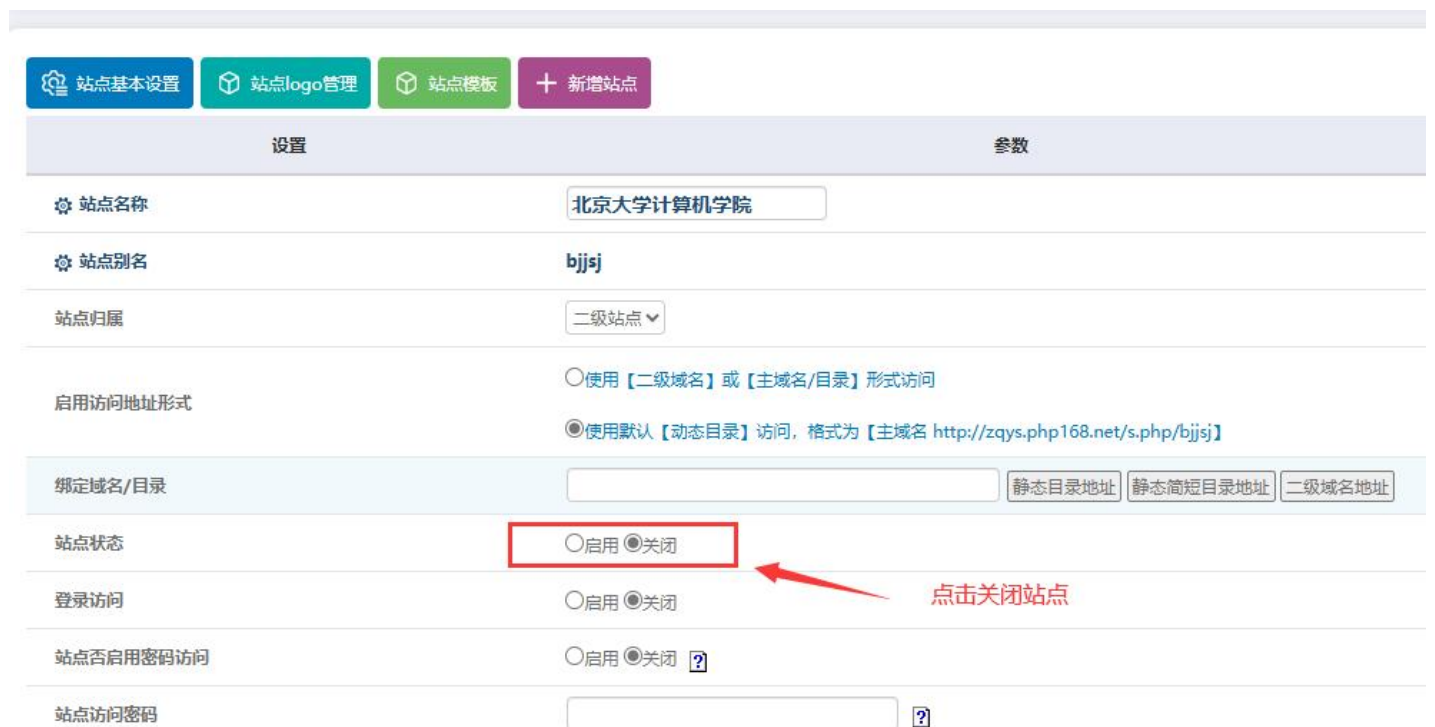 站点基本设置 站点logo管理 站点模板 新增站点
设置 参数
站点名称 北京大学计算机学院
站点别名 bjjsj
站点归属 二级站点
使用【二级域名】或【主域名/目录】形式访问
启用访问地址形式
使用默认【动态目录】访问，格式为【主域名 http://zqys.php168.net/s.php/bjjsj】
绑定域名/目录 静态目录地址 静态简短目录地址 二级域名地址
站点状态 启用 关闭
点击关闭站点
登录访问 启用 关闭
站点否启用密码访问 启用 关闭 ?
站点访问密码 ?